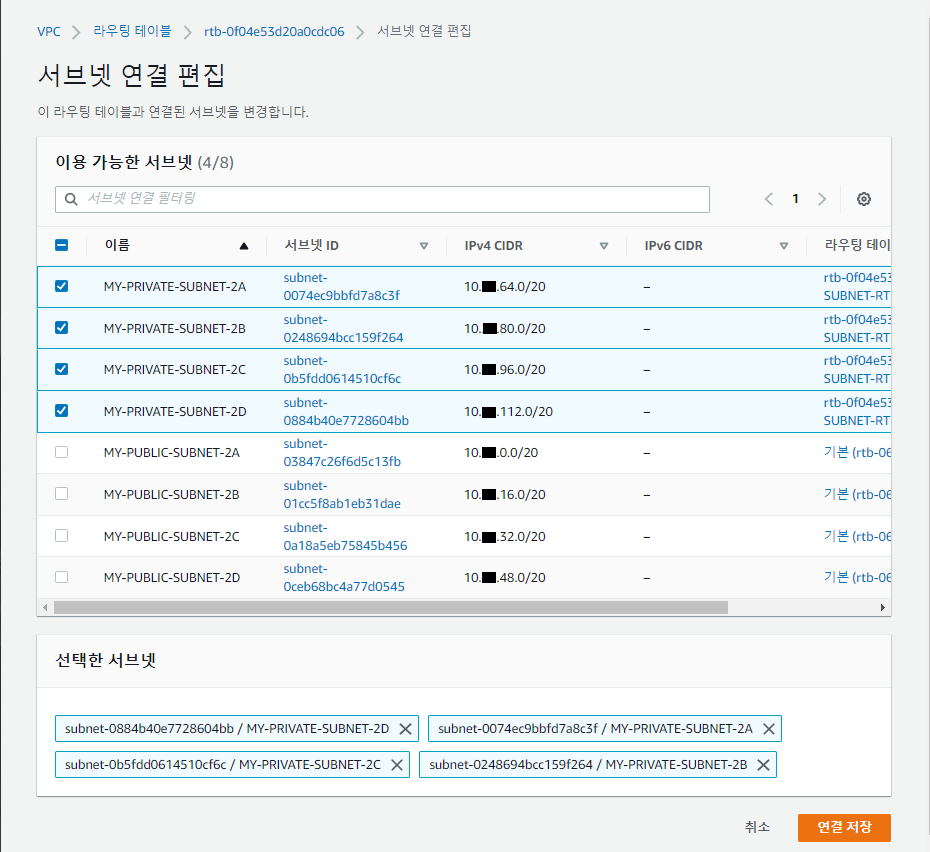 VPC > 라우팅 테이블 > rtb-0f04e53d20a0cdc06 > 서브넷 연결 편집
서브넷 연결 편집
이 라우팅 테이블과 연결된 서브넷을 변경합니다.
이용 가능한 서브넷 (4/8)
서브넷 연결 필터링
1
이름 서브넷 ID IPv4 CIDR IPv6 CIDR 라우팅 테이
MY-PRIVATE-SUBNET-2A subnet-0074ec9bbfd7a8c3f 10. .64.0/20 – rtb-0f04e53 SUBNET-RT
MY-PRIVATE-SUBNET-2B subnet-0248694bcc159f264 10. .80.0/20 – rtb-0f04e53 SUBNET-RT
MY-PRIVATE-SUBNET-2C subnet-0b5fdd0614510cf6c 10. .96.0/20 – rtb-0f04e53 SUBNET-RT
MY-PRIVATE-SUBNET-2D subnet-0884b40e7728604bb 10. .112.0/20 – rtb-0f04e53 SUBNET-RT
MY-PUBLIC-SUBNET-2A subnet-03847c26f6d5c13fb 10. .0.0/20 – 기본 (rtb-06
MY-PUBLIC-SUBNET-2B subnet-01cc5f8ab1eb31dae 10. .16.0/20 – 기본 (rtb-06
MY-PUBLIC-SUBNET-2C subnet-0a18a5eb75845b456 10. .32.0/20 – 기본 (rtb-06
MY-PUBLIC-SUBNET-2D subnet-0ceb68bc4a77d0545 10. .48.0/20 – 기본 (rtb-06
선택한 서브넷
subnet-0884b40e7728604bb / MY-PRIVATE-SUBNET-2D subnet-0074ec9bbfd7a8c3f / MY-PRIVATE-SUBNET-2A
subnet-0b5fdd0614510cf6c / MY-PRIVATE-SUBNET-2C subnet-0248694bcc159f264 / MY-PRIVATE-SUBNET-2B
취소 연결 저장